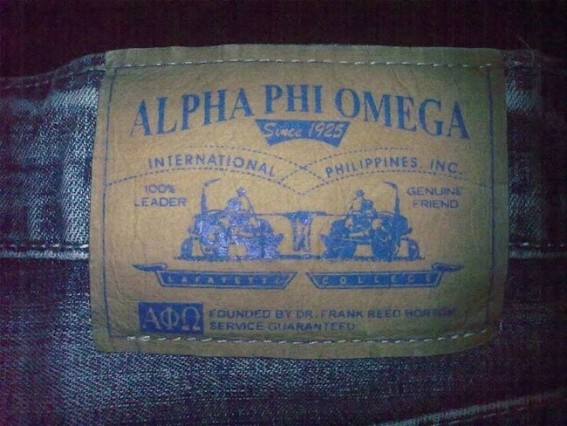 ALPHA PHI OMEGA
Since 1925
INTERNATIONAL PHILIPPINES, INC.
100% LEADER
GENUINE FRIEND
LAFAYETTE COLLEGE
ΑΦΩ FOUNDED BY DR. FRANK REED HORTON
SERVICE GUARANTEED